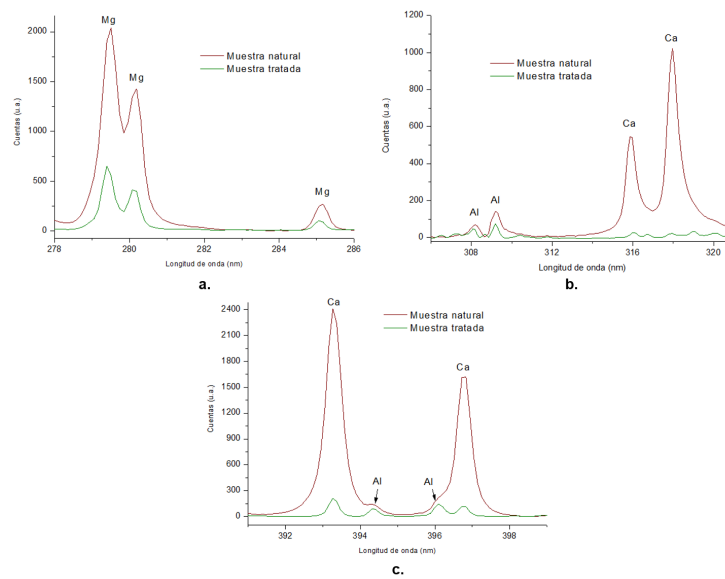 Mg
Mg
Mg
Muestra natural
Muestra tratada
Cuentas (u.a.)
2000
1500
1000
500
0
278
280
282
284
286
Longitud de onda (nm)
a.
1200
1000
800
600
400
200
0
Cuentas (u.a.)
Muestra natural
Muestra tratada
Ca
Ca
Al
Al
308
312
316
320
Longitud de onda (nm)
b.
2400
2100
1800
1500
1200
900
600
300
0
Cuentas (u.a.)
Ca
Muestra natural
Muestra tratada
Ca
Al
Al
392
394
396
398
Longitud de onda (nm)
c.